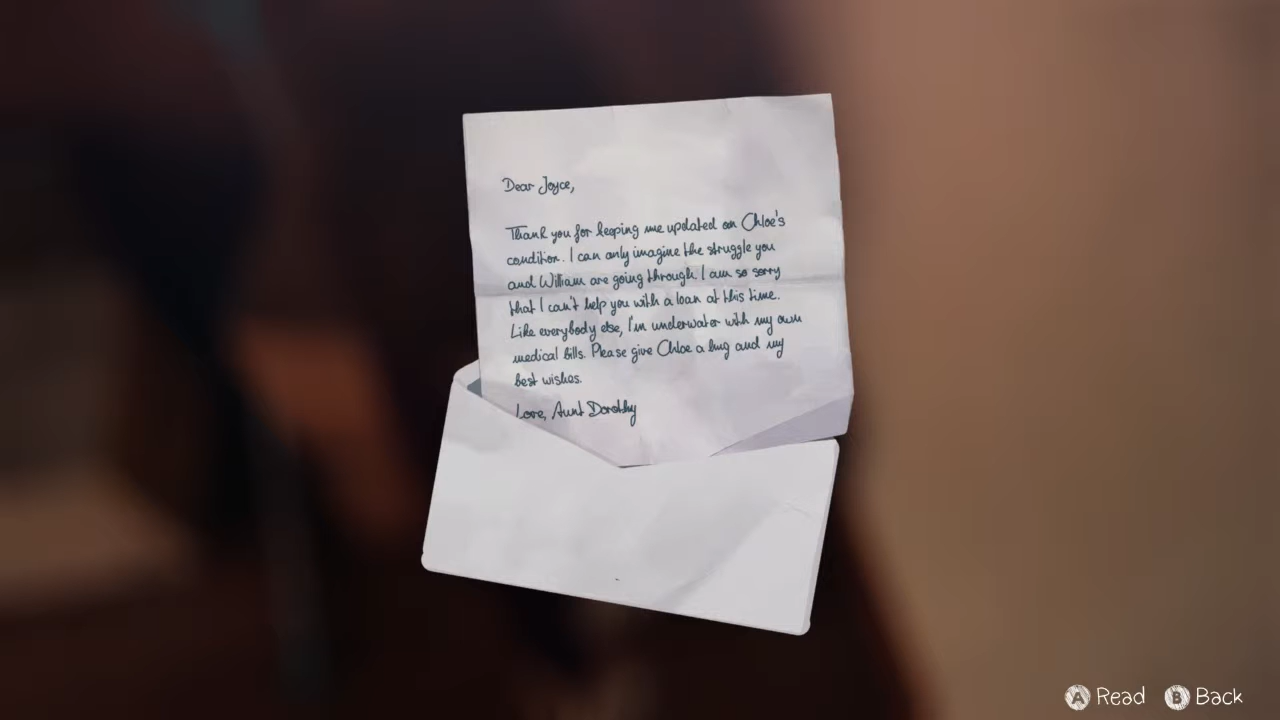 Dear Joyce,
Thank you for keeping me updated on Chloe's
condition. I can only imagine the struggle you
and William are going through. I am so sorry
that I can't help you with a loan at this time.
Like everybody else, I'm underwater with my own
medical bills. Please give Chloe a hug and my
best wishes.
Love, Aunt Dorothy
A Read B Back